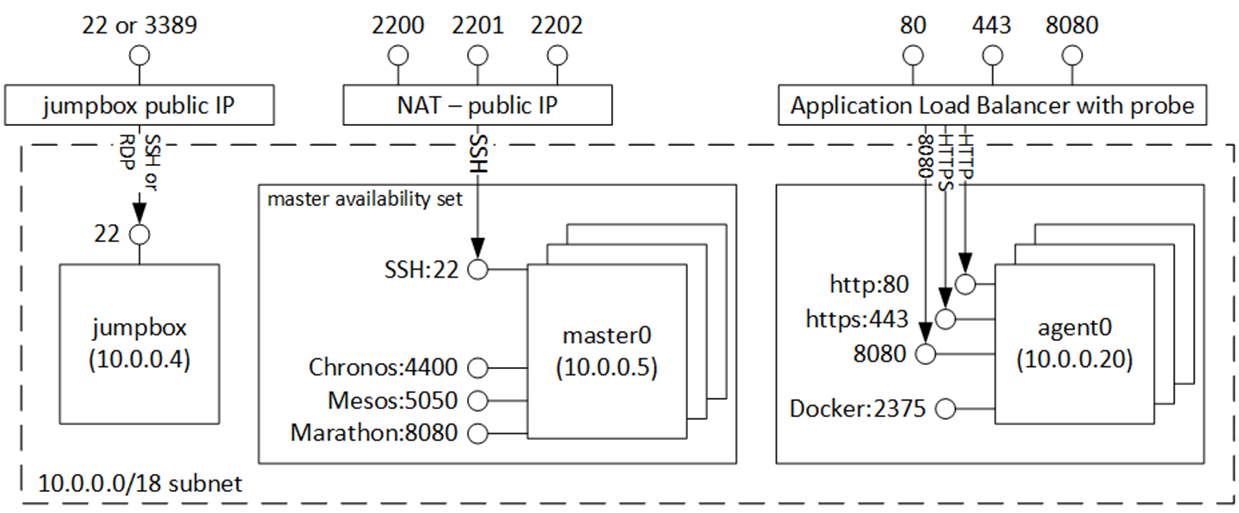 22 or 3389
2200
2201
2202
80
443
8080
jumpbox public IP
NAT – public IP
Application Load Balancer with probe
SSH or
RDP
SSH
8080
HTTPS
HTTP
master availability set
22
SSH:22
jumpbox
(10.0.0.4)
master0
(10.0.0.5)
Chronos:4400
Mesos:5050
Marathon:8080
http:80
https:443
8080
Docker:2375
agent0
(10.0.0.20)
10.0.0.0/18 subnet